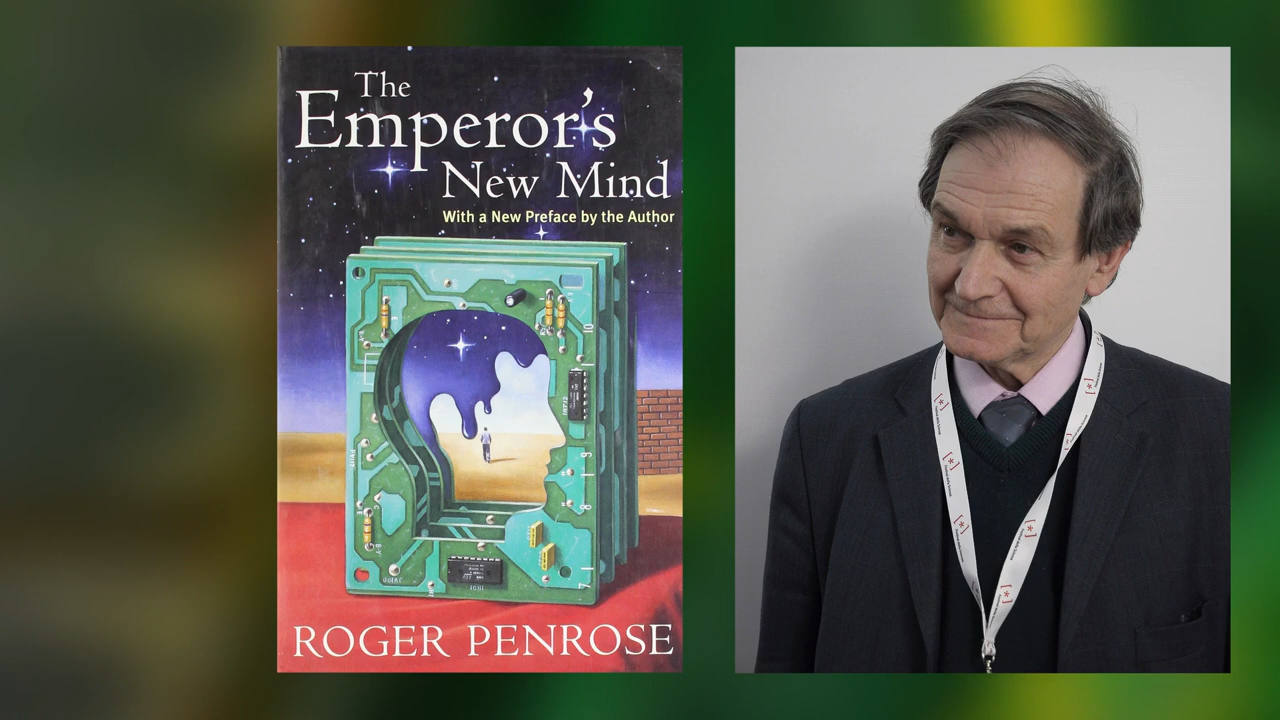 The
Emperor's
New Mind
With a New Preface by the Author
ROGER PENROSE